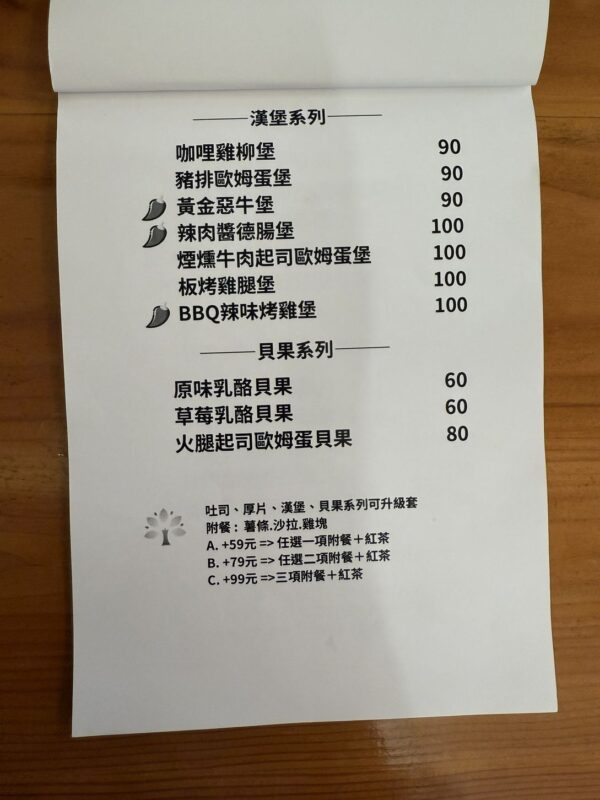 漢堡系列
咖哩雞柳堡 90
豬排歐姆蛋堡 90
黃金惡牛堡 90
辣肉醬德腸堡 100
煙燻牛肉起司歐姆蛋堡 100
板烤雞腿堡 100
BBQ辣味烤雞堡 100
貝果系列
原味乳酪貝果 60
草莓乳酪貝果 60
火腿起司歐姆蛋貝果 80
吐司、厚片、漢堡、貝果系列可升級套
附餐：薯條.沙拉.雞塊
A. +59元 => 任選一項附餐＋紅茶
B. +79元 => 任選二項附餐＋紅茶
C. +99元 =>三項附餐＋紅茶